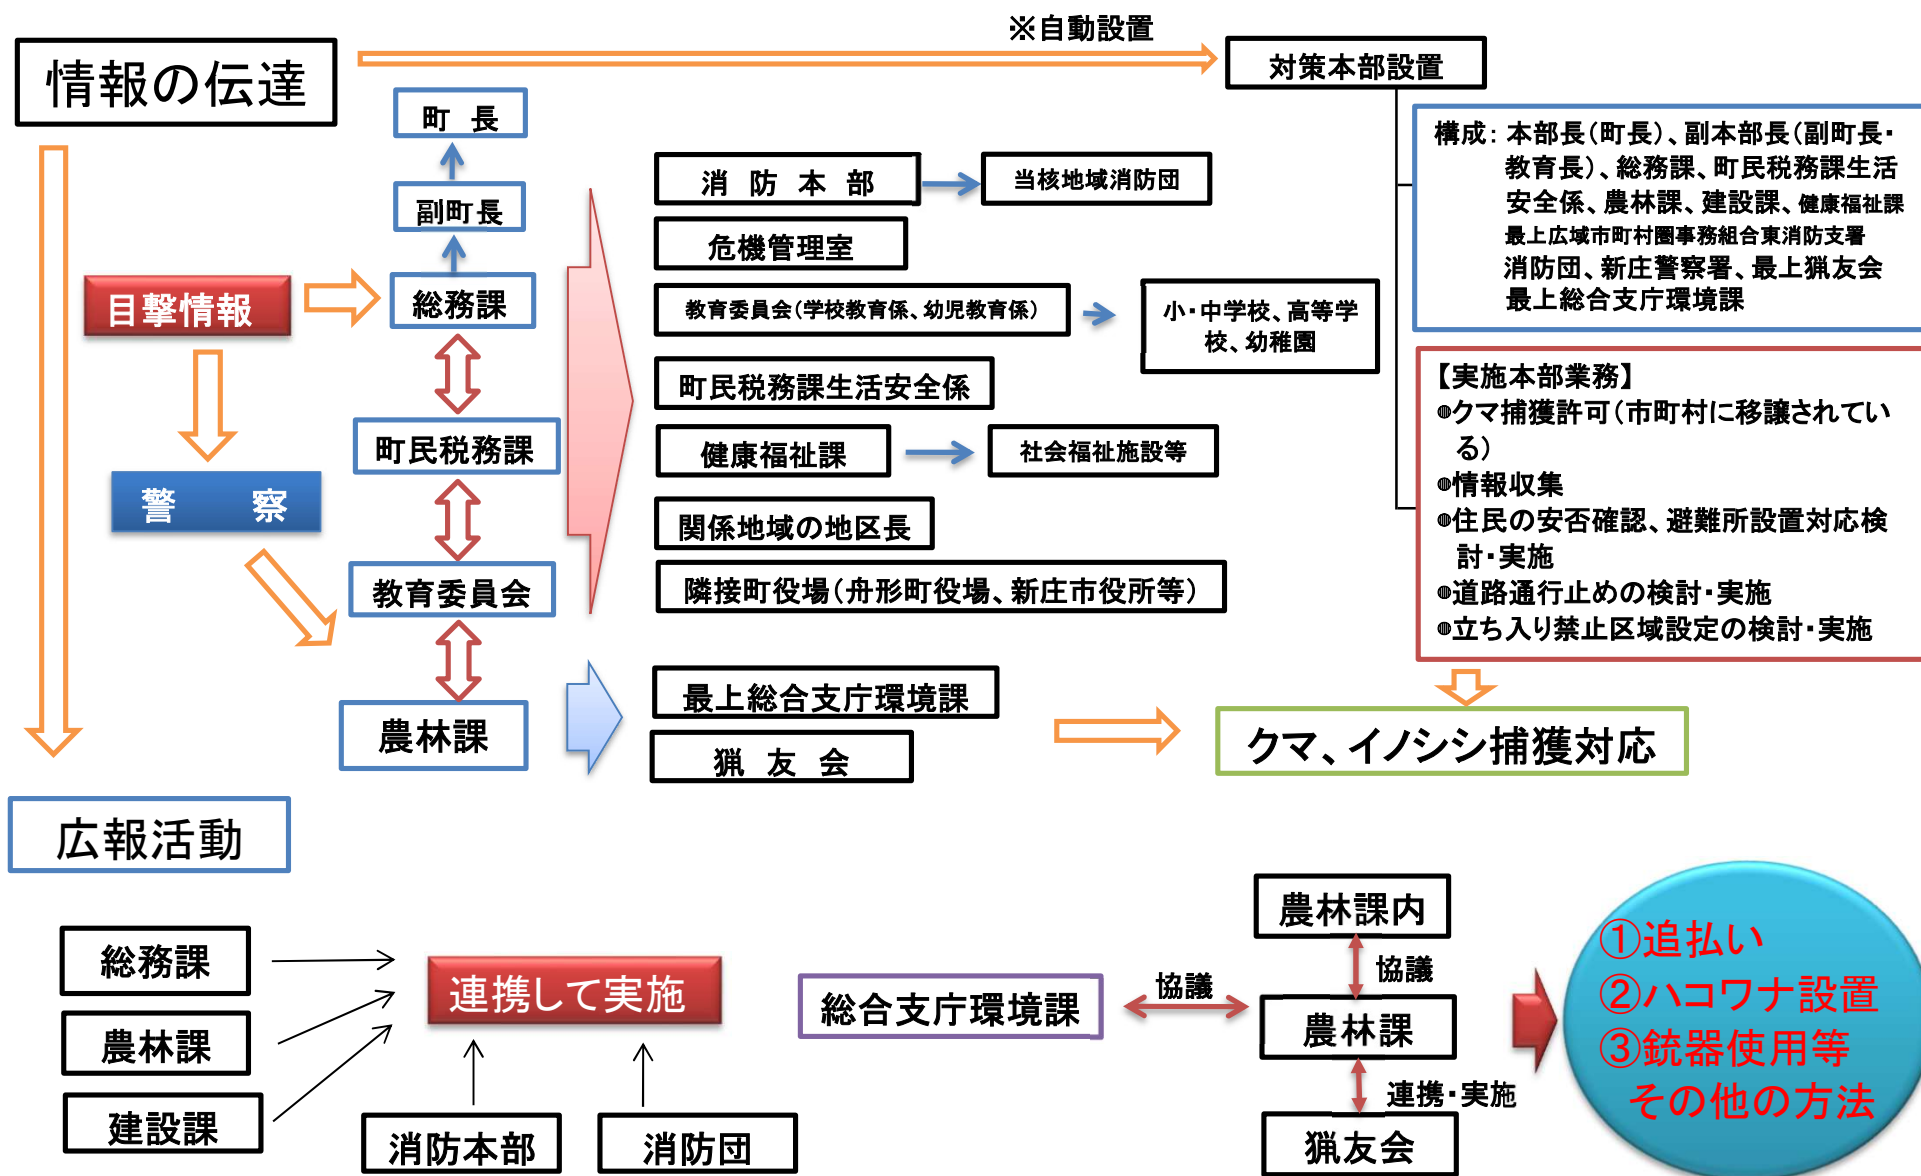 ※自動設置
情報の伝達
対策本部設置
町 長
副町長
総務課
町民税務課
教育委員会
農林課
目撃情報
警 察
消 防 本 部
当核地域消防団
危機管理室
教育委員会(学校教育係、幼児教育係)
小・中学校、高等学
校、幼稚園
町民税務課生活安全係
健康福祉課
社会福祉施設等
関係地域の地区長
隣接町役場(舟形町役場、新庄市役所等)
最上総合支庁環境課
猟 友 会
構成: 本部長(町長)、副本部長(副町長・
教育長)、総務課、町民税務課生活
安全係、農林課、建設課、健康福祉課
最上広域市町村圏事務組合東消防支署
消防団、新庄警察署、最上猟友会
最上総合支庁環境課
【実施本部業務】
◍クマ捕獲許可(市町村に移譲されてい
る)
◍情報収集
◍住民の安否確認、避難所設置対応検
討・実施
◍道路通行止めの検討・実施
◍立ち入り禁止区域設定の検討・実施
クマ、イノシシ捕獲対応
広報活動
総務課
農林課
建設課
連携して実施
消防本部
消防団
総合支庁環境課
協議
農林課内
協議
農林課
連携・実施
猟友会
①追払い
②ハコワナ設置
③銃器使用等
その他の方法